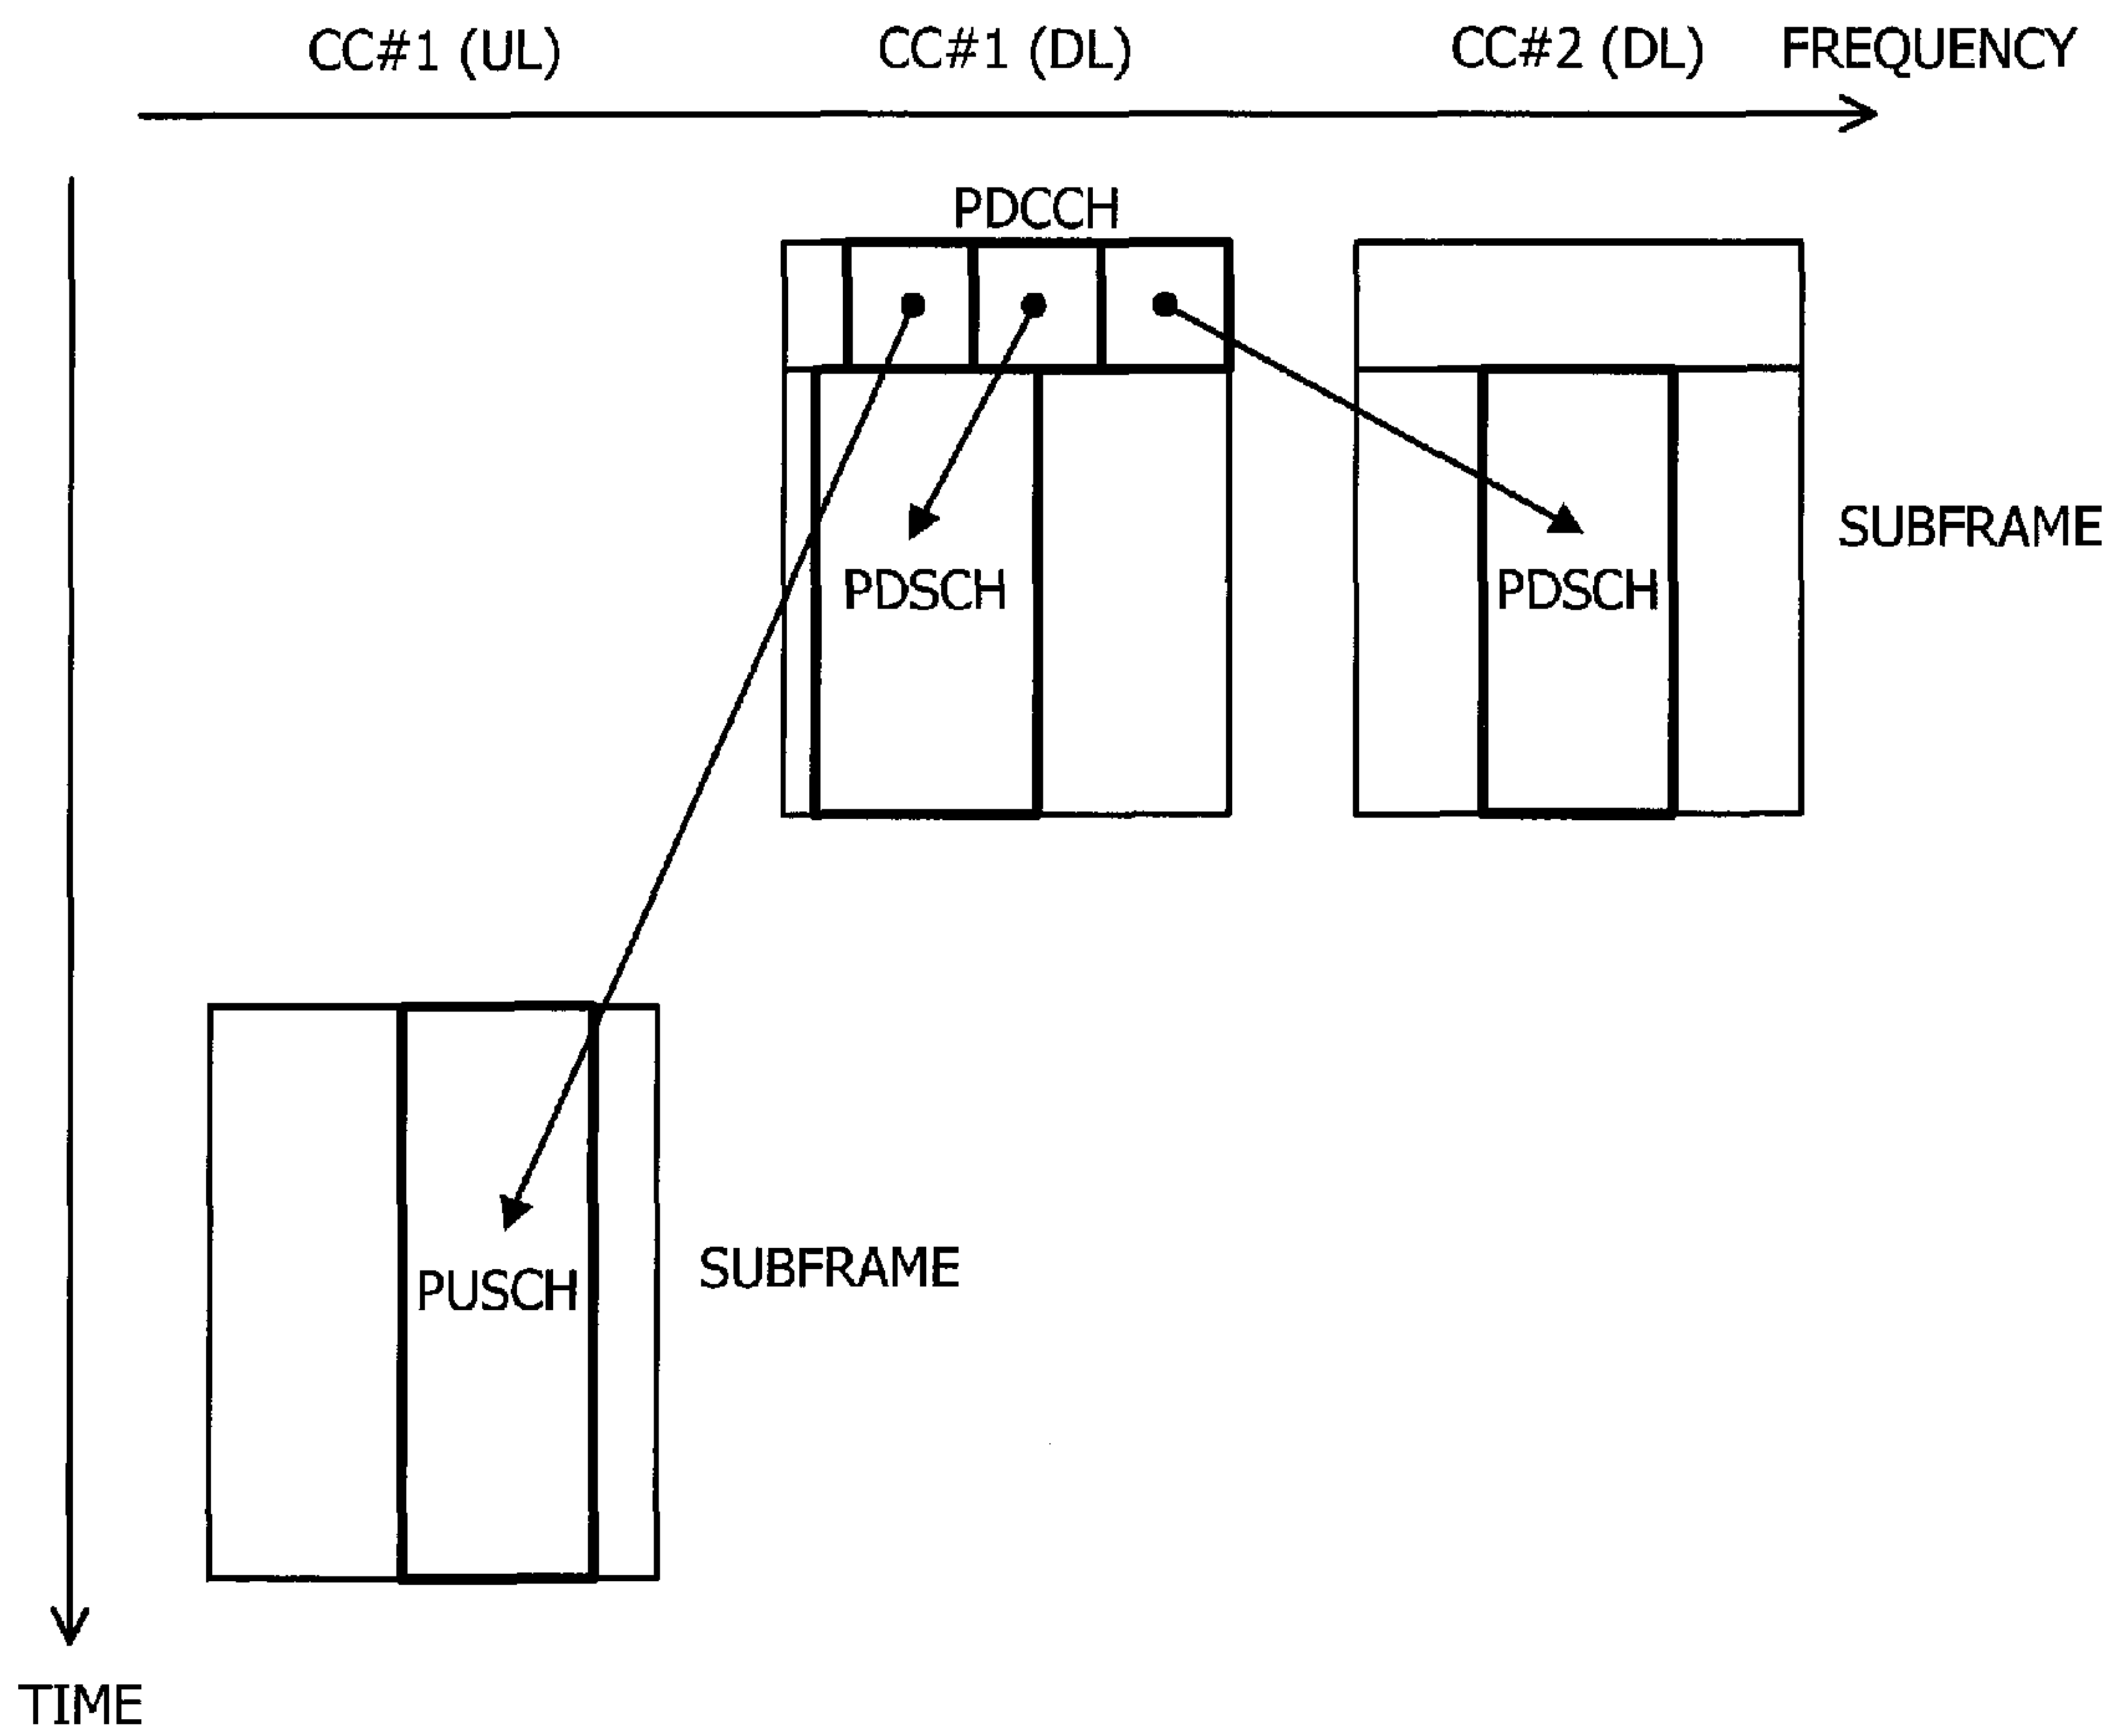 CC#1 (UL) CC#1 (DL) CC#2 (DL) FREQUENCY
PDCCH
SUBFRAME
PDSCH PDSCH
SUBFRAME
PUSCH
TIME